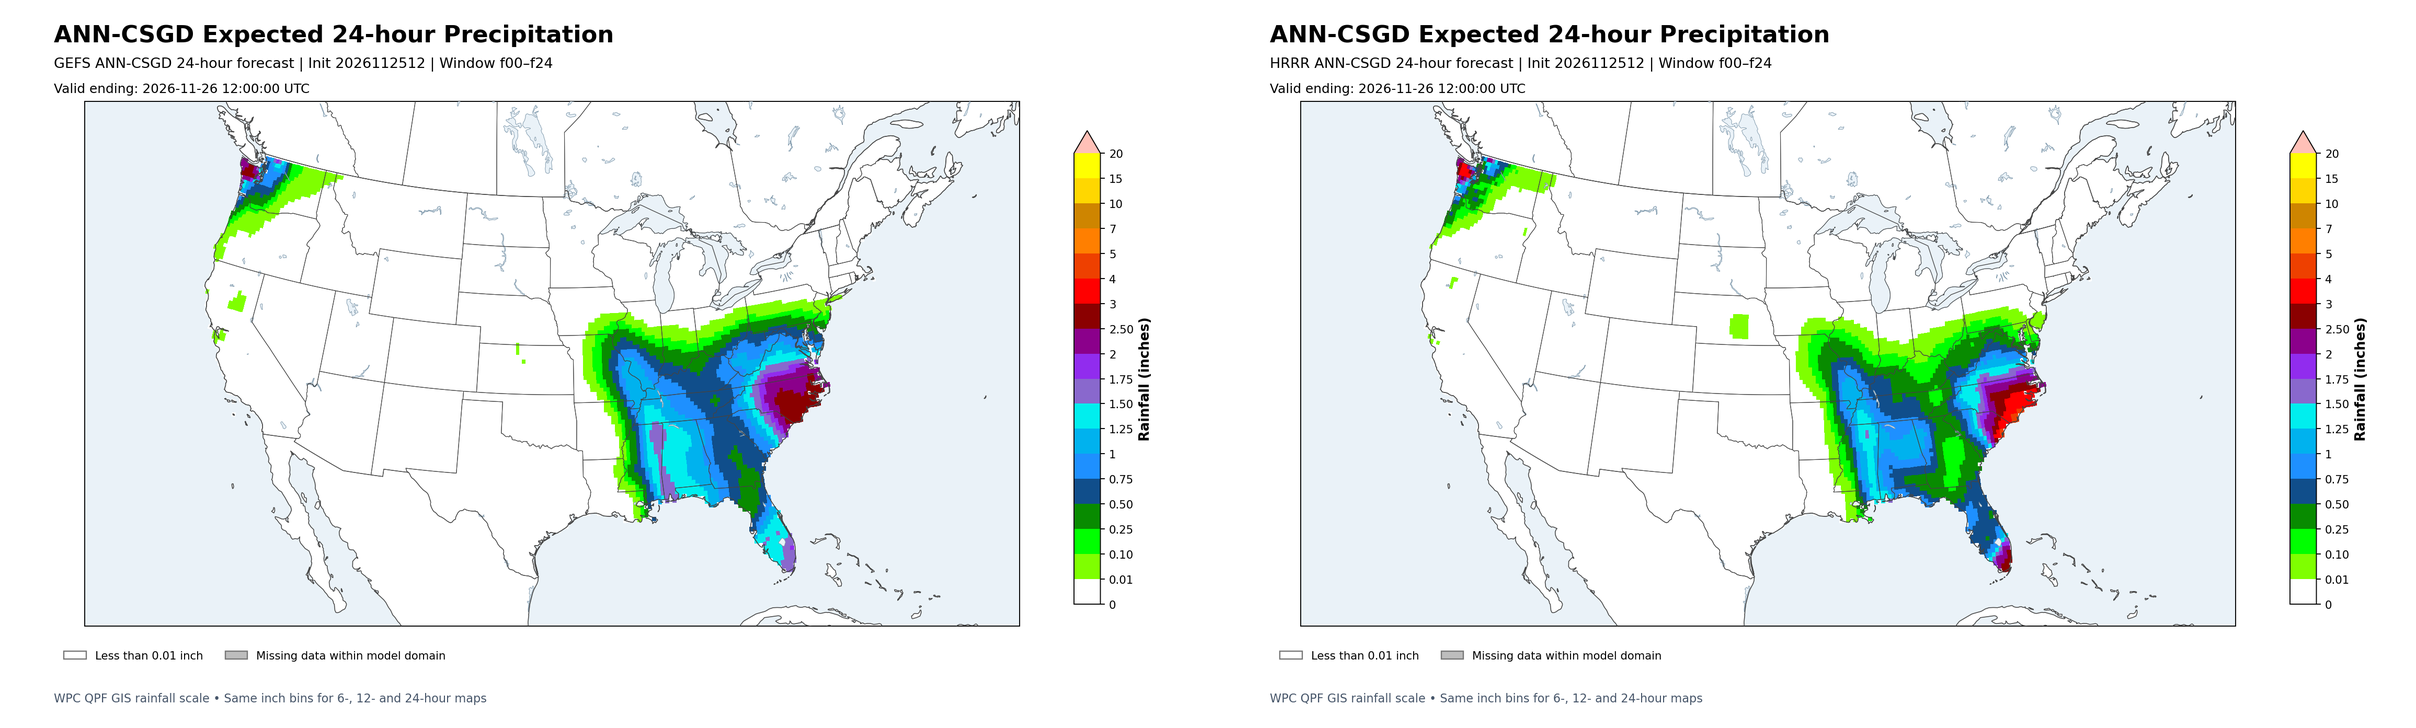 ANN-CSGD Expected 24-hour Precipitation
GEFS ANN-CSGD 24-hour forecast | Init 2026112512 | Window f00–f24
Valid ending: 2026-11-26 12:00:00 UTC
20
15
10
7
5
4
3
2.50
2
1.75
1.50
1.25
1
0.75
0.50
0.25
0.10
0.01
0
Rainfall (inches)
Less than 0.01 inch
Missing data within model domain
WPC QPF GIS rainfall scale • Same inch bins for 6-, 12- and 24-hour maps
ANN-CSGD Expected 24-hour Precipitation
HRRR ANN-CSGD 24-hour forecast | Init 2026112512 | Window f00–f24
Valid ending: 2026-11-26 12:00:00 UTC
20
15
10
7
5
4
3
2.50
2
1.75
1.50
1.25
1
0.75
0.50
0.25
0.10
0.01
0
Rainfall (inches)
Less than 0.01 inch
Missing data within model domain
WPC QPF GIS rainfall scale • Same inch bins for 6-, 12- and 24-hour maps